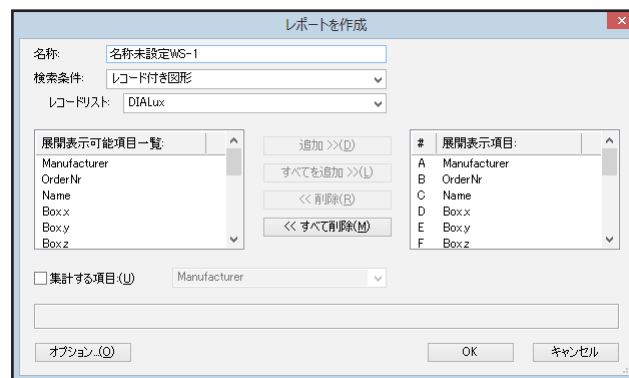 レポートを作成
名称: 名称未設定WS-1
検索条件: レコード付き図形
レコードリスト: DIALux
展開表示可能項目一覧:
Manufacturer
OrderNr
Name
Box.x
Box.y
Box.z
追加 >>(D)
すべてを追加 >>(L)
<< 削除(R)
<< すべて削除(M)
# 展開表示項目:
A Manufacturer
B OrderNr
C Name
D Box.x
E Box.y
F Box.z
集計する項目:(U) Manufacturer
オプション...(O) OK キャンセル